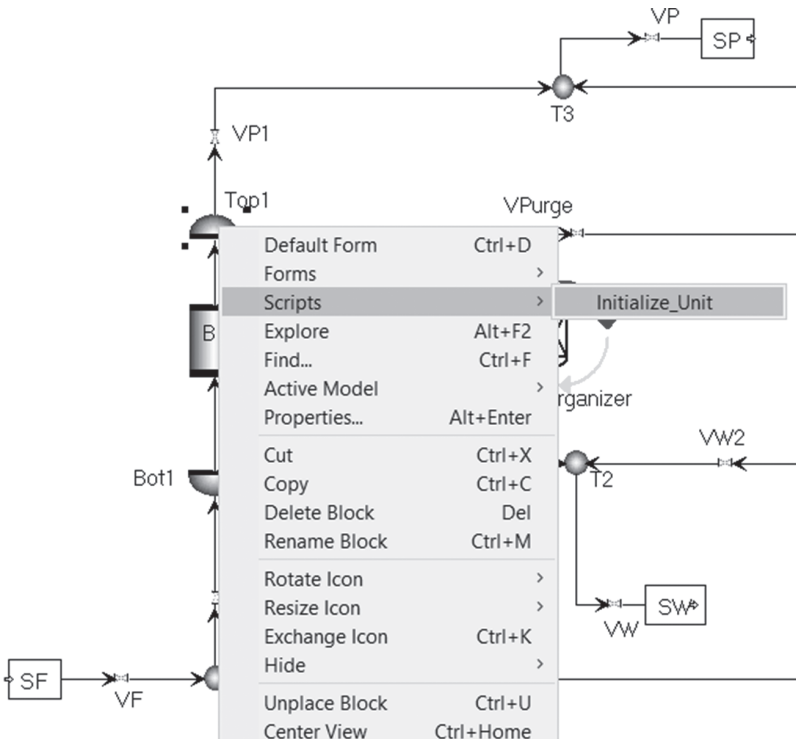 VP
SP
T3
VP1
Top1
VPurge
Default Form Ctrl+D
Forms
Scripts
Initialize_Unit
Explore Alt+F2
B
Find... Ctrl+F
Active Model
rganizer
Properties... Alt+Enter
VW2
Cut Ctrl+X
Bot1
T2
Copy Ctrl+C
Delete Block Del
Rename Block Ctrl+M
Rotate Icon
Resize Icon
SW
VW
Exchange Icon Ctrl+K
Hide
SF
VF
Unplace Block Ctrl+U
Center View Ctrl+Home